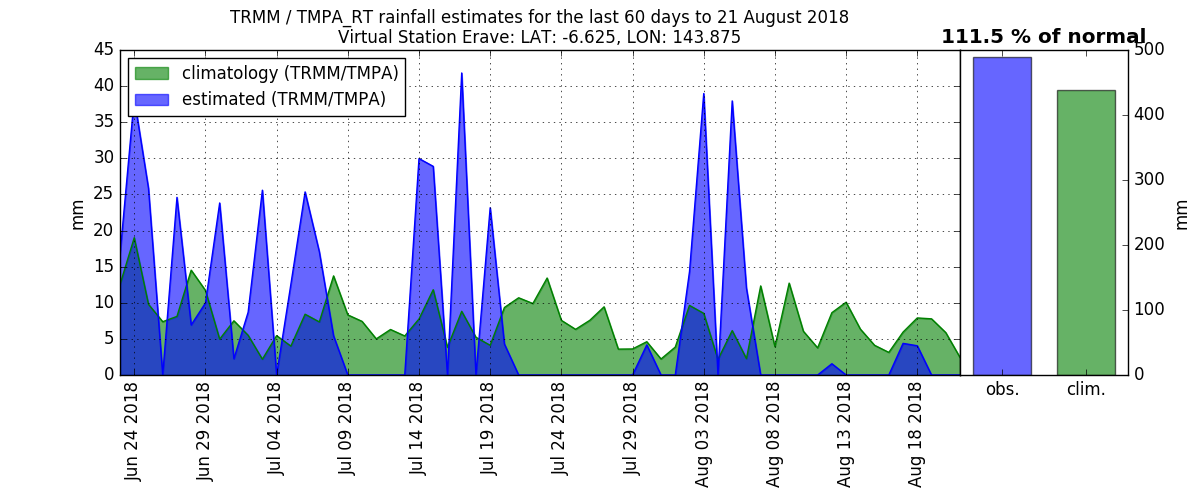 TRMM / TMPA_RT rainfall estimates for the last 60 days to 21 August 2018
Virtual Station Erave: LAT: -6.625, LON: 143.875
111.5 % of normal
climatology (TRMM/TMPA)
estimated (TRMM/TMPA)
mm
45
40
35
30
25
20
15
10
5
0
Jun 24 2018
Jun 29 2018
Jul 04 2018
Jul 09 2018
Jul 14 2018
Jul 19 2018
Jul 24 2018
Jul 29 2018
Aug 03 2018
Aug 08 2018
Aug 13 2018
Aug 18 2018
obs.
clim.
500
400
300
200
100
0
mm